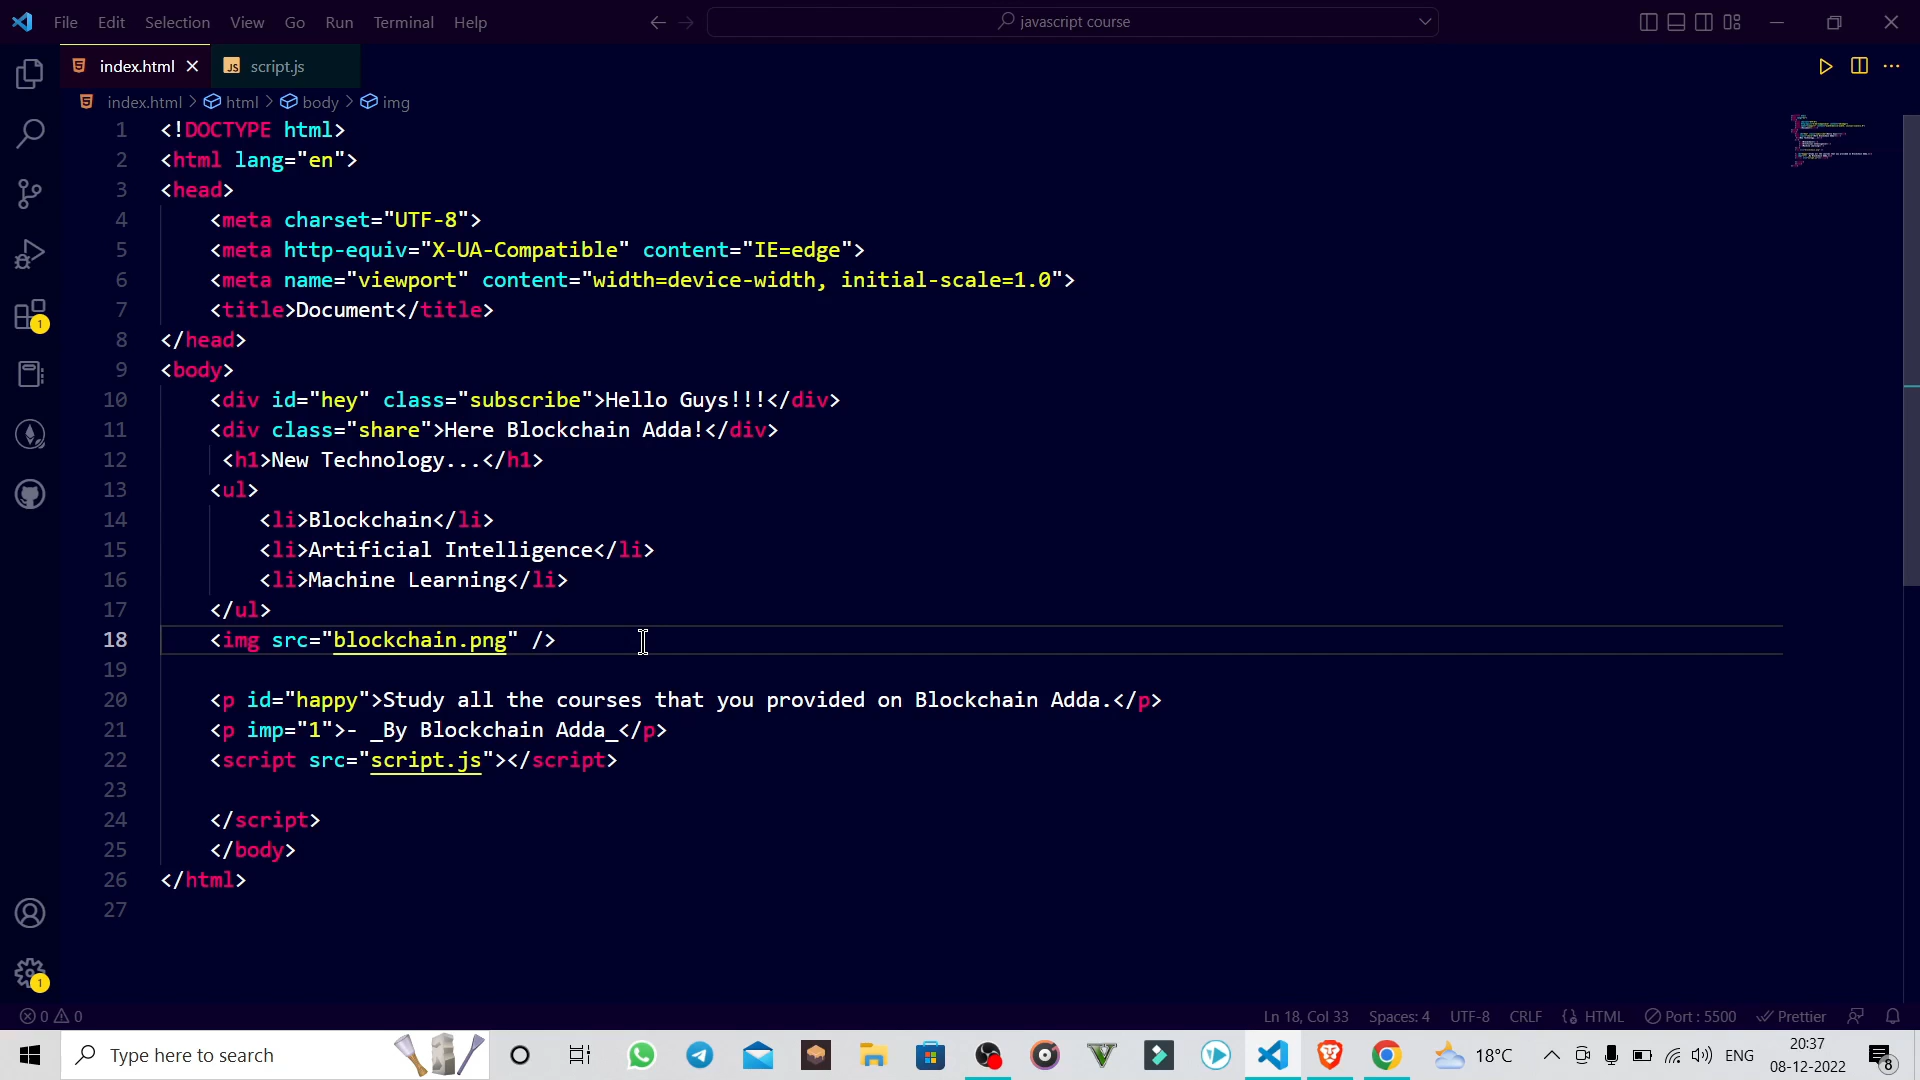 File Edit Selection View Go Run Terminal Help javascript course
index.html script.js
index.html > html > body > img
1 <!DOCTYPE html>
2 <html lang="en">
3 <head>
4 <meta charset="UTF-8">
5 <meta http-equiv="X-UA-Compatible" content="IE=edge">
6 <meta name="viewport" content="width=device-width, initial-scale=1.0">
7 <title>Document</title>
8 </head>
9 <body>
10 <div id="hey" class="subscribe">Hello Guys!!!</div>
11 <div class="share">Here Blockchain Adda!</div>
12 <h1>New Technology...</h1>
13 <ul>
14 <li>Blockchain</li>
15 <li>Artificial Intelligence</li>
16 <li>Machine Learning</li>
17 </ul>
18 <img src="blockchain.png" />
19
20 <p id="happy">Study all the courses that you provided on Blockchain Adda.</p>
21 <p imp="1">- _By Blockchain Adda_</p>
22 <script src="script.js"></script>
23
24 </script>
25 </body>
26 </html>
27
1
1
0 0 Ln 18, Col 33 Spaces: 4 UTF-8 CRLF HTML Port : 5500 Prettier
Type here to search 18°C ENG 20:37
08-12-2022 8